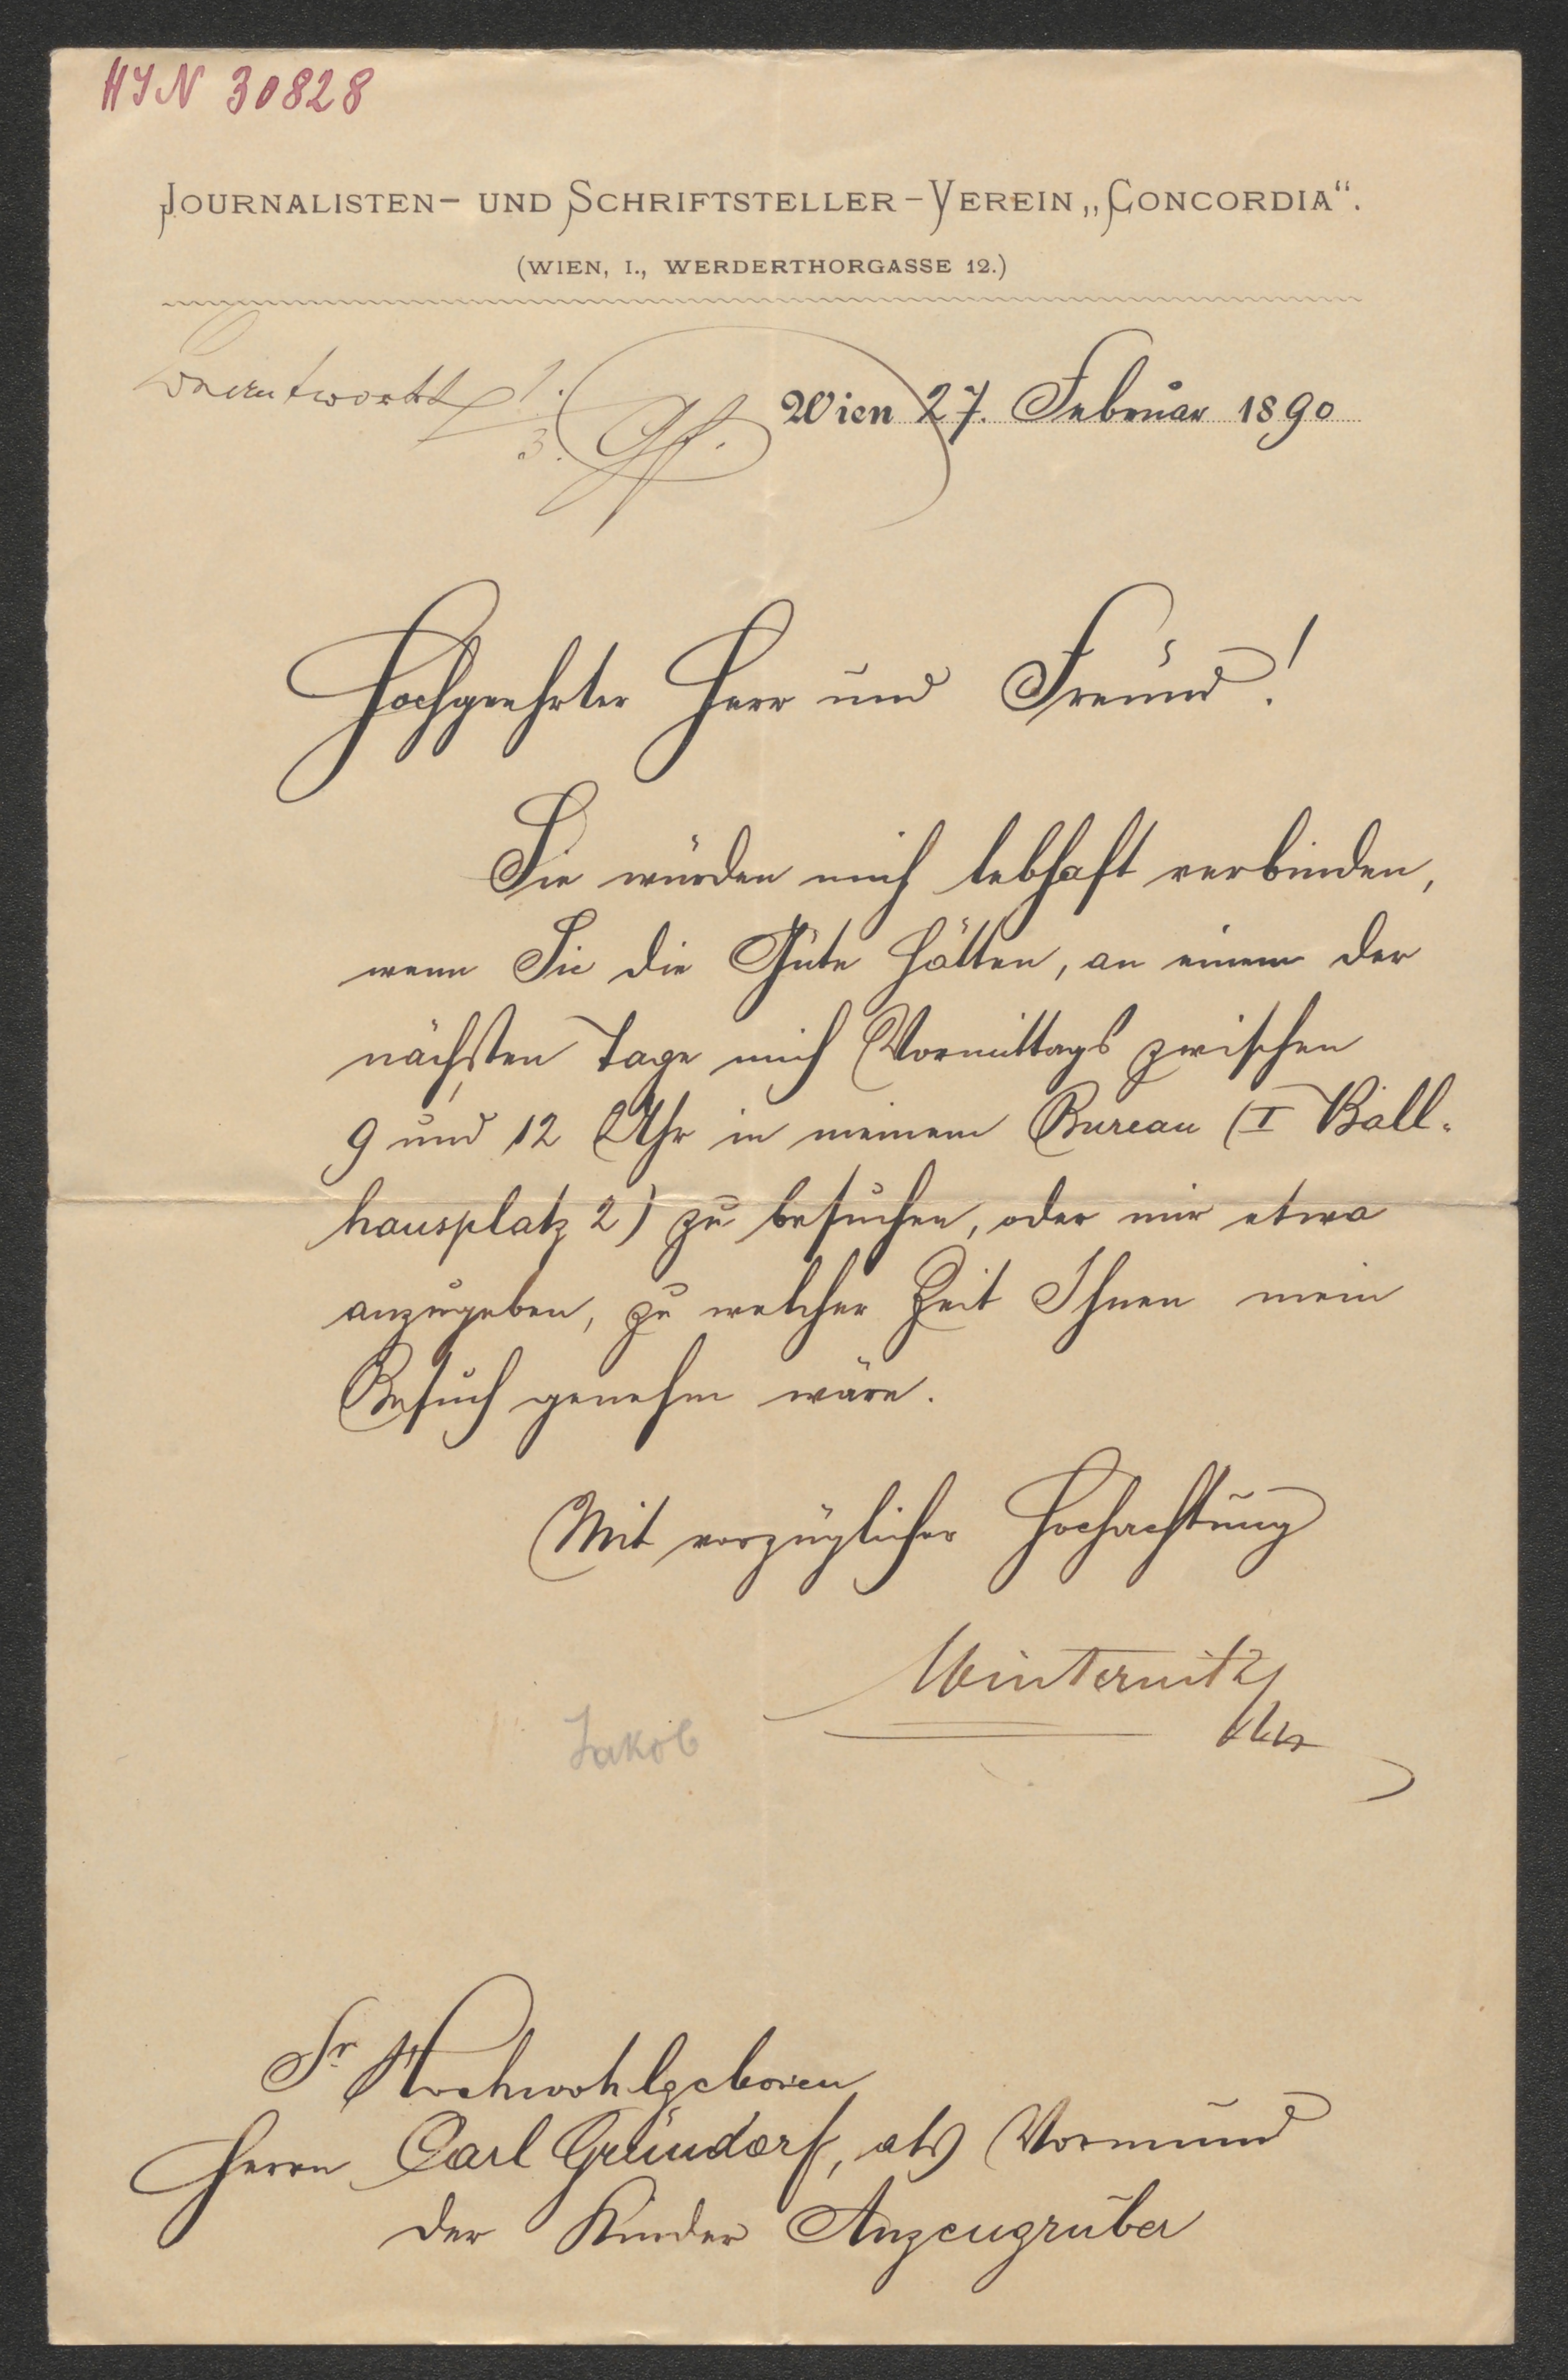 HIN 30828
JOURNALISTEN- UND SCHRIFTSTELLER-VEREIN „CONCORDIA“.
(WIEN, I., WERDERTHORGASSE 12.)
Beantwortet 1.
3.
Wien 27. Februar 1890
Hochgeehrter Herr und Freund!
Sie würden mich lebhaft verbinden,
wenn Sie die Güte hätten, an einem der
nächsten Tage mich Vormittags zwischen
9 und 12 Uhr in meinem Bureau (I Ball-
hausplatz 2) zu besuchen, oder mir etwa
anzugeben, zu welcher Zeit Ihnen mein
Besuch genehm wäre.
Mit vorzüglicher Hochachtung
Winternitz
Jakob
Sr Hochwohlgeboren
Herrn Carl Gründorf, als Vormund
der Kinder Anzengruber